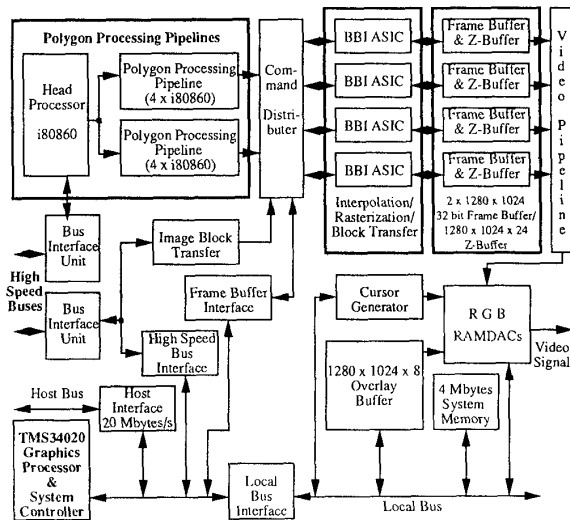 Polygon Processing Pipelines
Head
Processor
i80860
Polygon Processing
Pipeline
(4 x i80860)
Polygon Processing
Pipeline
(4 x i80860)
Com-
mand
Distributer
BBI ASIC
BBI ASIC
BBI ASIC
BBI ASIC
Interpolation/
Rasterization/
Block Transfer
Frame Buffer
& Z-Buffer
Frame Buffer
& Z-Buffer
Frame Buffer
& Z-Buffer
Frame Buffer
& Z-Buffer
2 x 1280 x 1024
32 bit Frame Buffer/
1280 x 1024 x 24
Z-Buffer
Video Pipeline
Bus
Interface
Unit
High
Speed
Buses
Bus
Interface
Unit
Image Block
Transfer
Frame Buffer
Interface
High Speed
Bus Interface
Host Bus
Host
Interface
20 Mbytes/s
TMS34020
Graphics
Processor
&
System
Controller
Local
Bus
Interface
Cursor
Generator
R G B
RAMDACs
Video
Signal
1280 x 1024 x 8
Overlay
Buffer
4 Mbytes
System
Memory
Local Bus